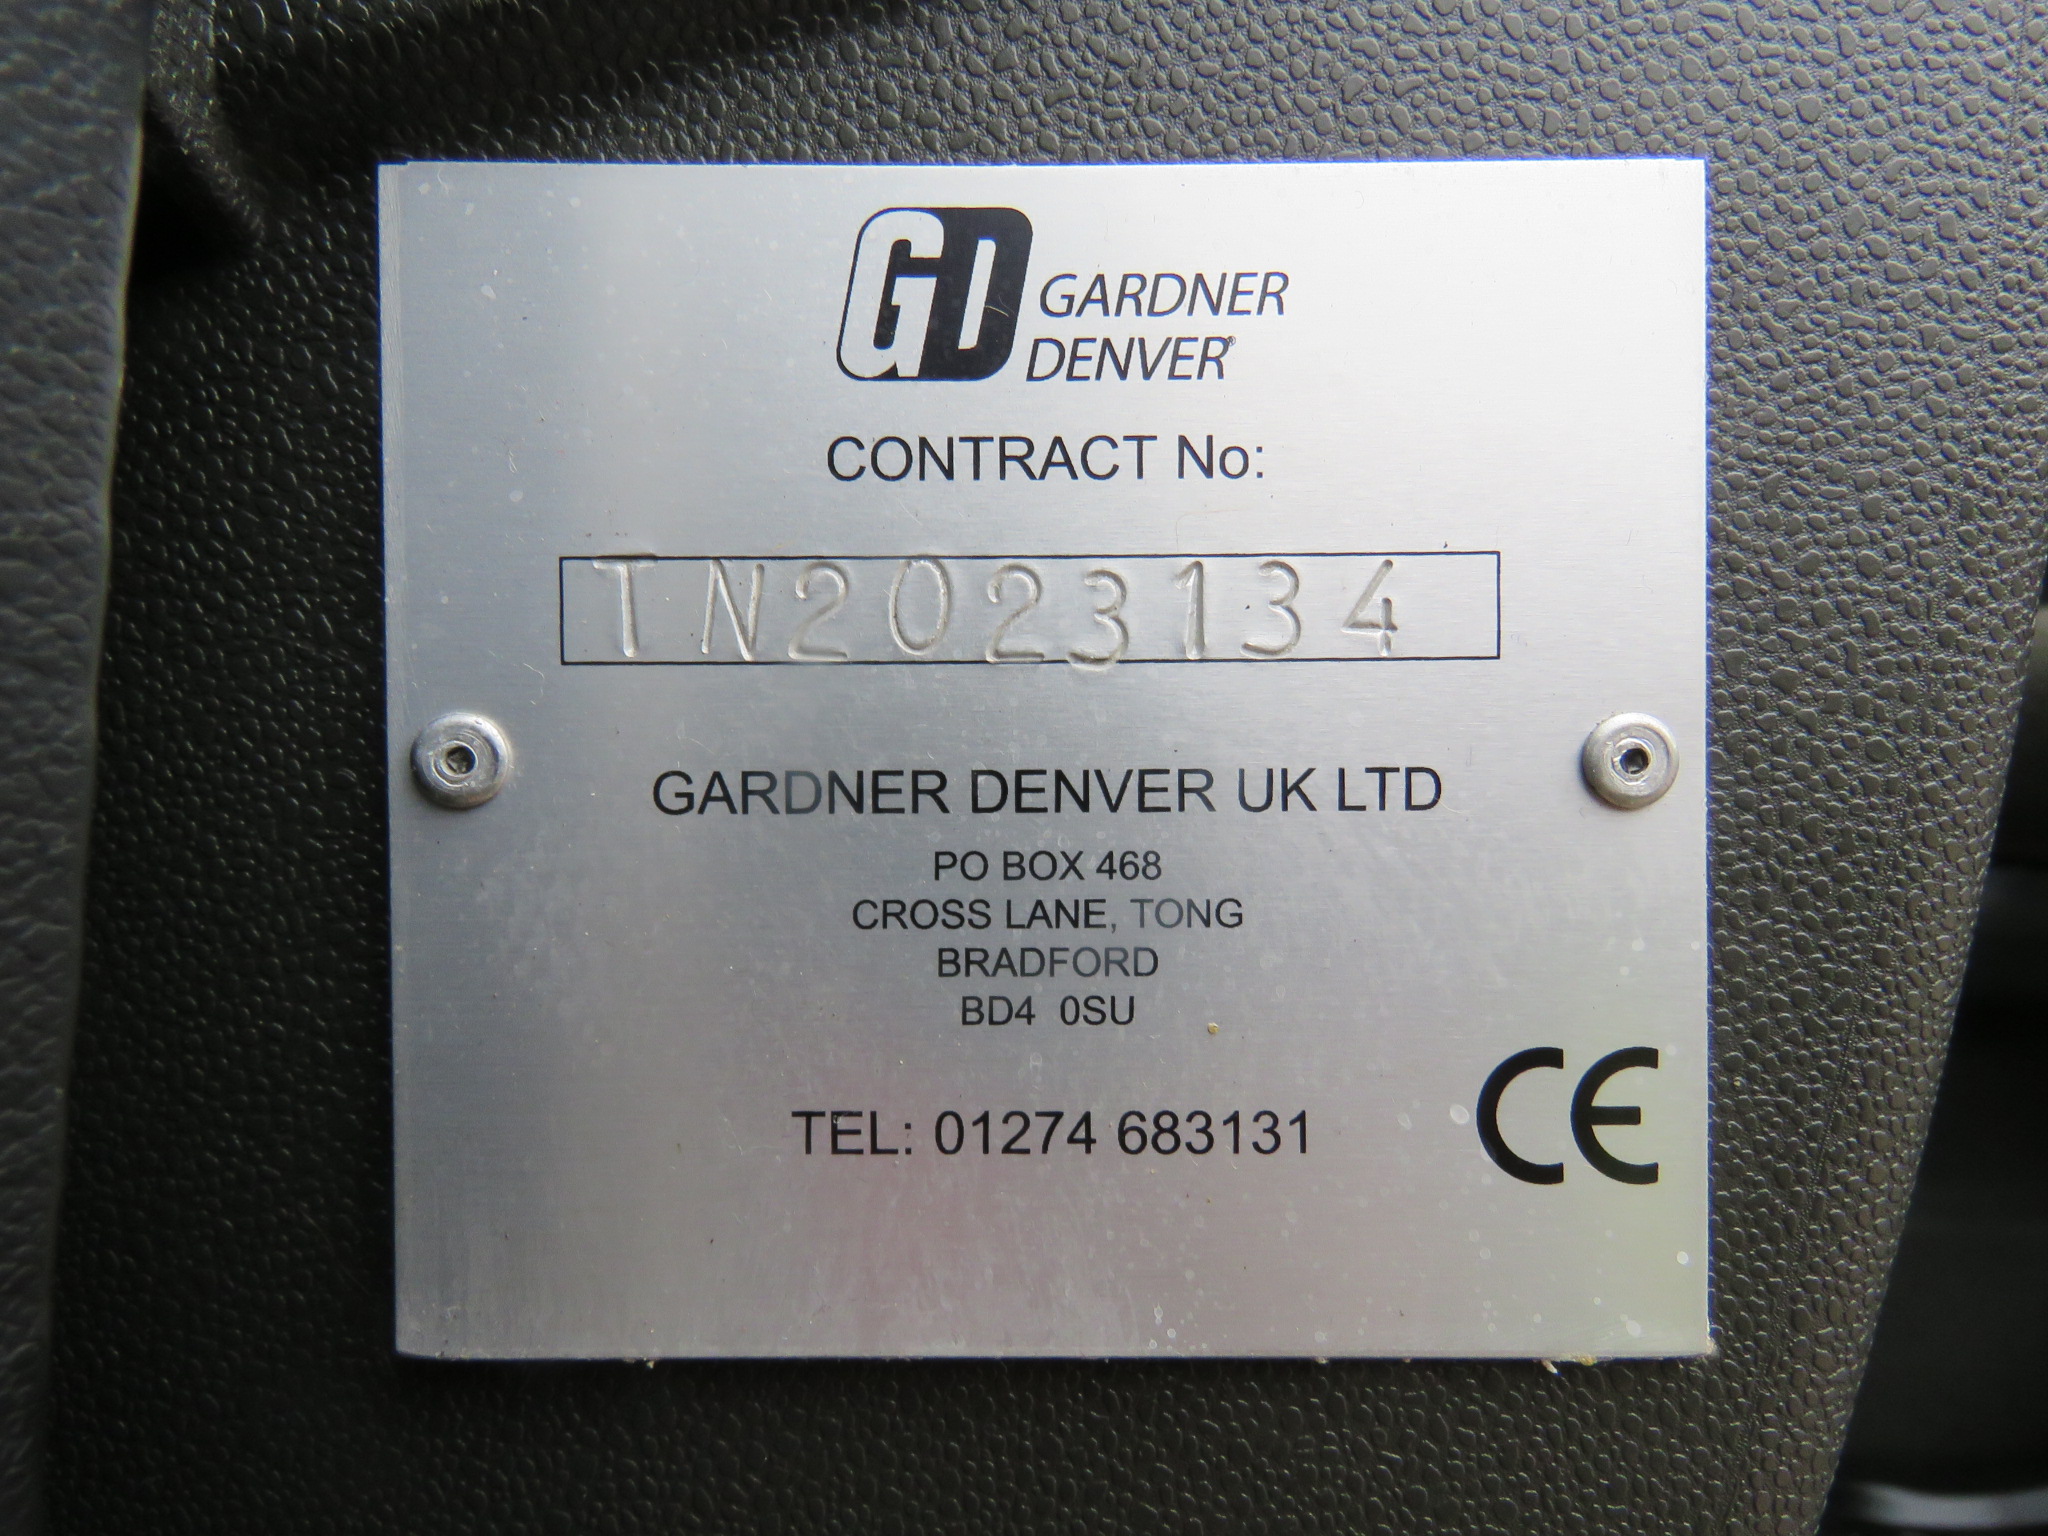 GD GARDNER
DENVER®
CONTRACT No:
TN2023134
GARDNER DENVER UK LTD
PO BOX 468
CROSS LANE, TONG
BRADFORD
BD4 0SU
TEL: 01274 683131
CE